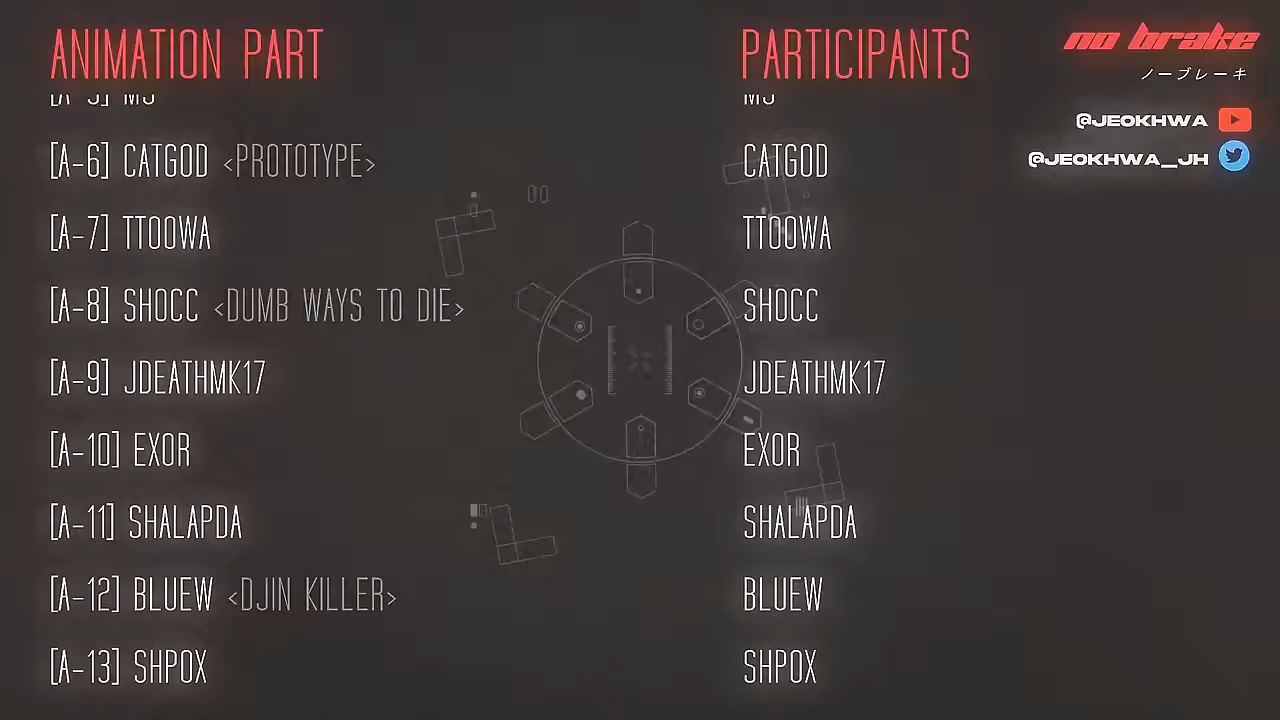 ANIMATION PART
[A-6] CATGOD <PROTOTYPE>
[A-7] TTOOWA
[A-8] SHOCC <DUMB WAYS TO DIE>
[A-9] JDEATHMK17
[A-10] EXOR
[A-11] SHALAPDA
[A-12] BLUEW <DJIN KILLER>
[A-13] SHPOX
PARTICIPANTS
CATGOD
TTOOWA
SHOCC
JDEATHMK17
EXOR
SHALAPDA
BLUEW
SHPOX
no brake
ノーブレーキ
@JEOKHWA
@JEOKHWA_JH